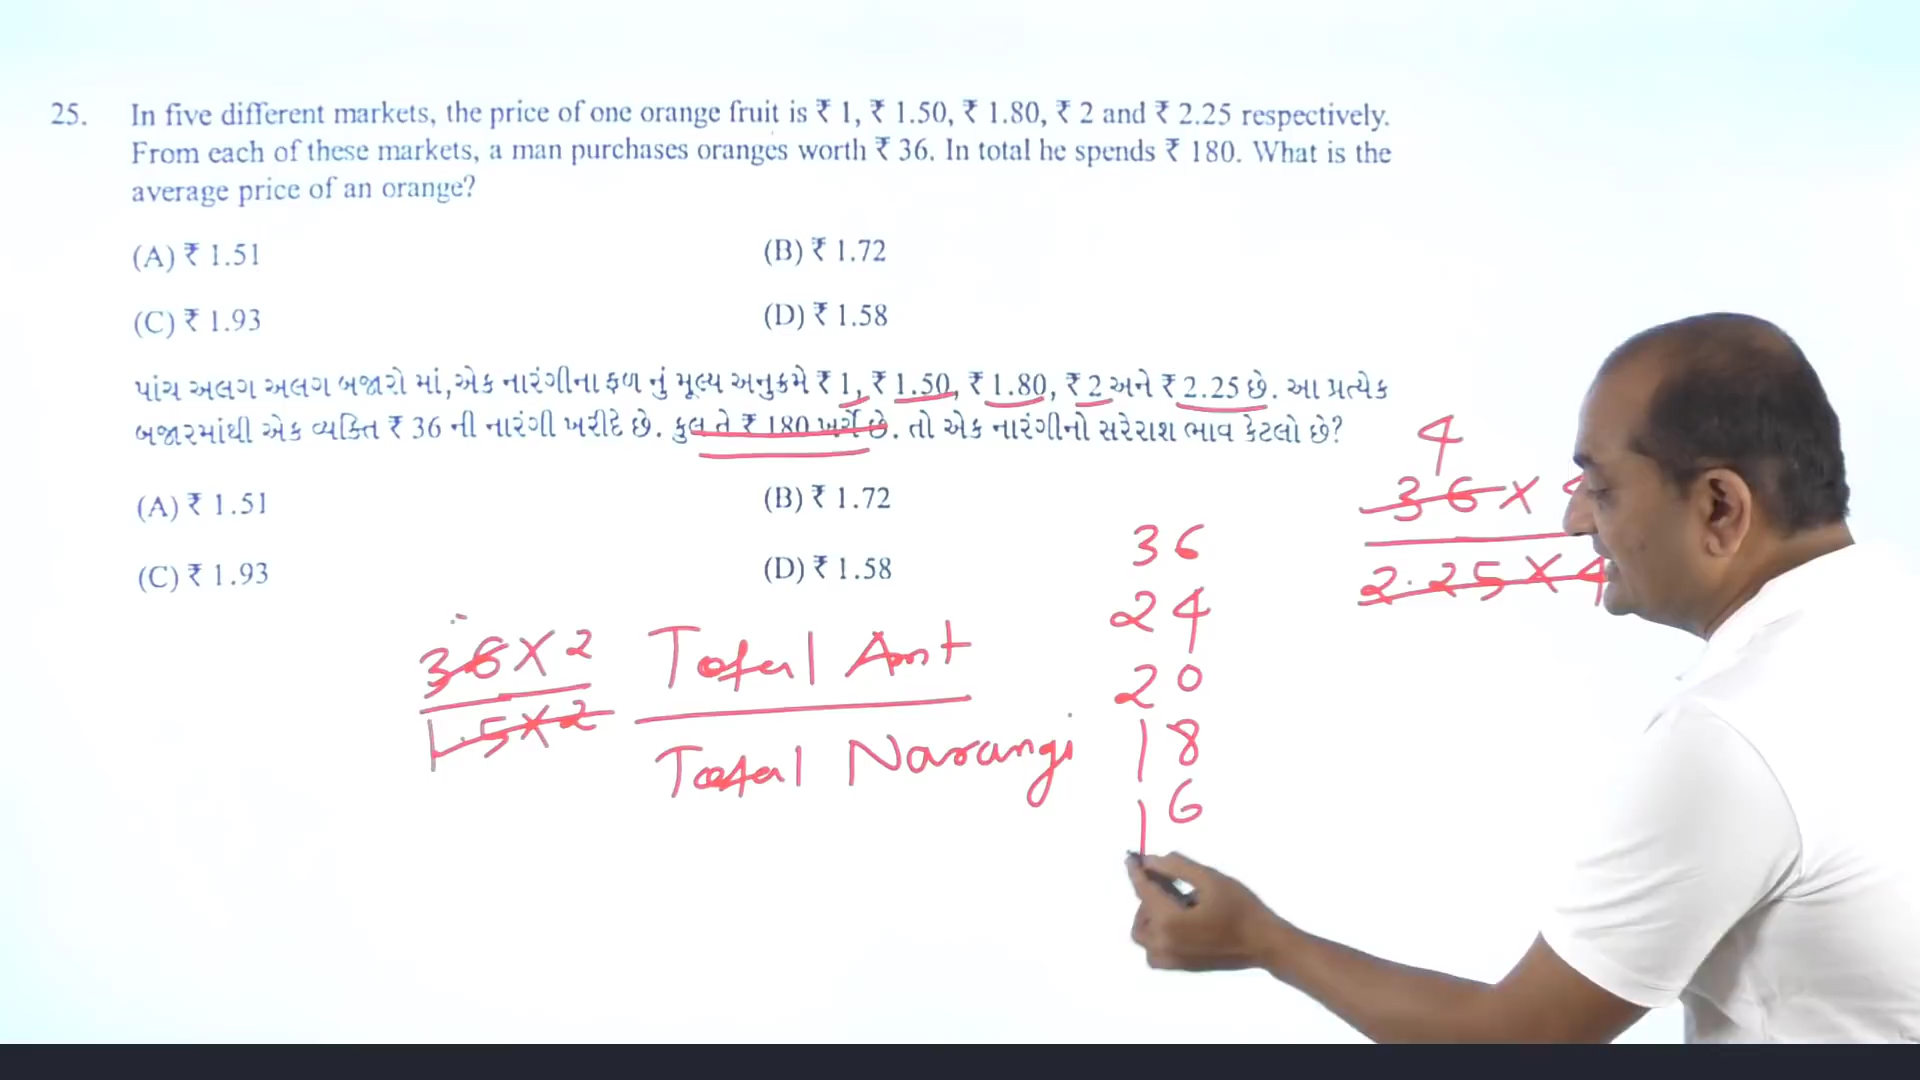 25. In five different markets, the price of one orange fruit is ₹ 1, ₹ 1.50, ₹ 1.80, ₹ 2 and ₹ 2.25 respectively.
From each of these markets, a man purchases oranges worth ₹ 36. In total he spends ₹ 180. What is the
average price of an orange?
(A) ₹ 1.51 (B) ₹ 1.72
(C) ₹ 1.93 (D) ₹ 1.58
પાંચ અલગ અલગ બજારો માં,એક નારંગીના ફળ નું મૂલ્ય અનુક્રમે ₹ 1, ₹ 1.50, ₹ 1.80, ₹ 2 અને ₹ 2.25 છે. આ પ્રત્યેક
બજારમાંથી એક વ્યક્તિ ₹ 36 ની નારંગી ખરીદે છે. કુલ તે ₹ 180 ખર્ચે છે. તો એક નારંગીનો સરેરાશ ભાવ કેટલો છે?
(A) ₹ 1.51 (B) ₹ 1.72
(C) ₹ 1.93 (D) ₹ 1.58
4
36 X
2.25 X 4
36 X 2
1.5 X 2
Total Amt
Total Narangi
36
24
20
18
16